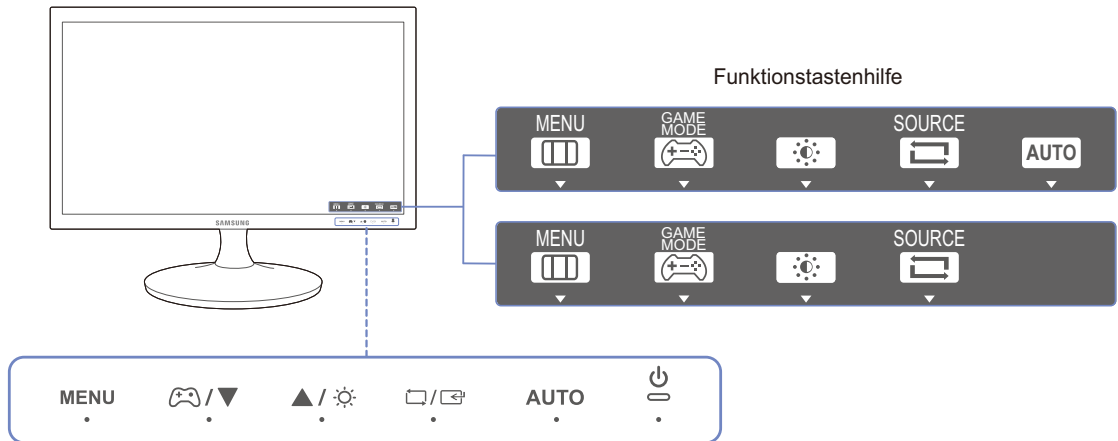 Funktionstastenhilfe
MENU
GAME
MODE
SOURCE
AUTO
SAMSUNG
MENU
GAME
MODE
SOURCE
MENU
AUTO